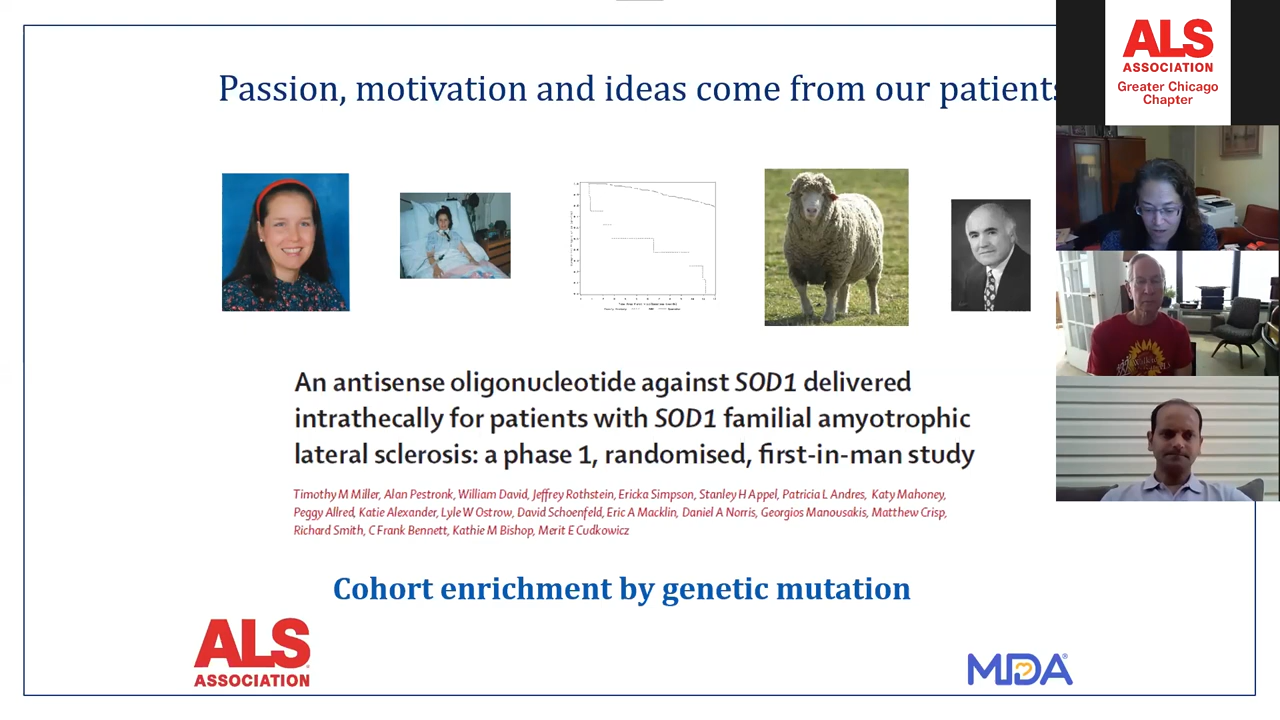 Passion, motivation and ideas come from our patients
An antisense oligonucleotide against SOD1 delivered
intrathecally for patients with SOD1 familial amyotrophic
lateral sclerosis: a phase 1, randomised, first-in-man study
Timothy M Miller, Alan Pestronk, William David, Jeffrey Rothstein, Ericka Simpson, Stanley H Appel, Patricia L Andres, Katy Mahoney,
Peggy Allred, Katie Alexander, Lyle W Ostrow, David Schoenfeld, Eric A Macklin, Daniel A Norris, Georgios Manousakis, Matthew Crisp,
Richard Smith, C Frank Bennett, Kathie M Bishop, Merit E Cudkowicz
Cohort enrichment by genetic mutation
ALS
ASSOCIATION
MDA
ALS
ASSOCIATION
Greater Chicago
Chapter